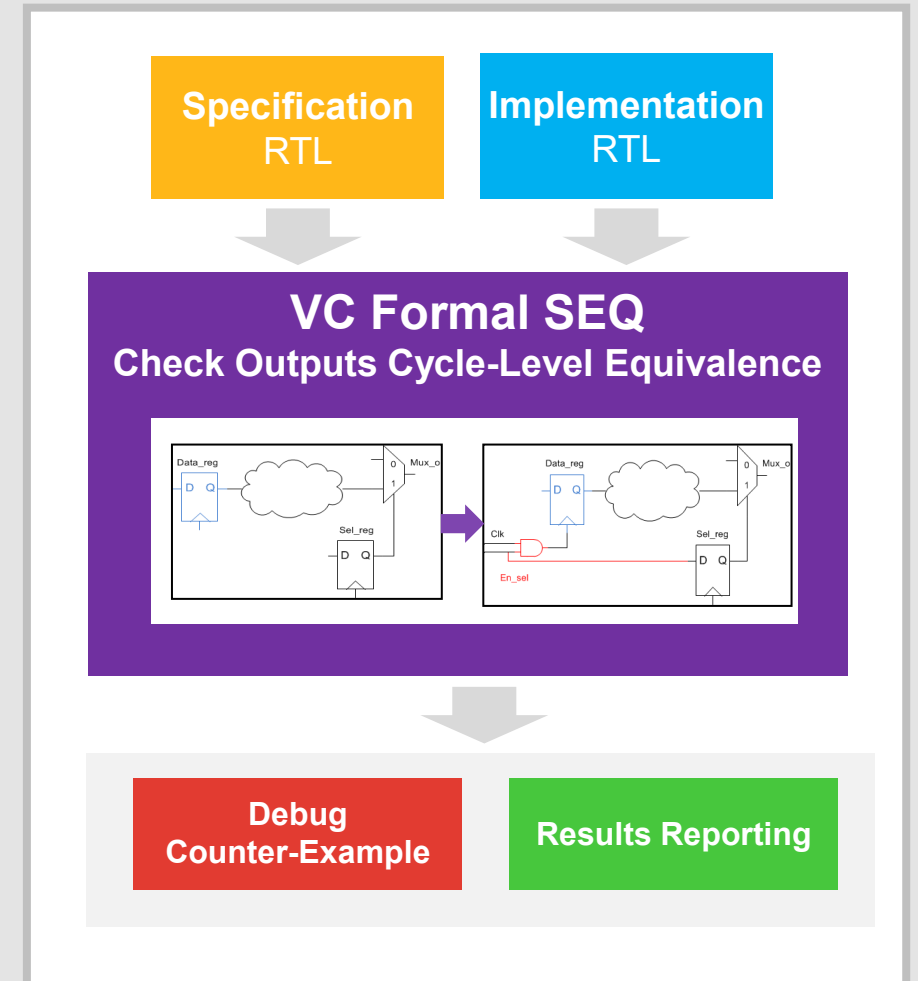 Specification
RTL
Implementation
RTL
VC Formal SEQ
Check Outputs Cycle-Level Equivalence
Data_reg
D Q
0
1
Mux_o
Sel_reg
D Q
Data_reg
D Q
0
1
Mux_o
Clk
En_sel
Sel_reg
D Q
Debug
Counter-Example
Results Reporting